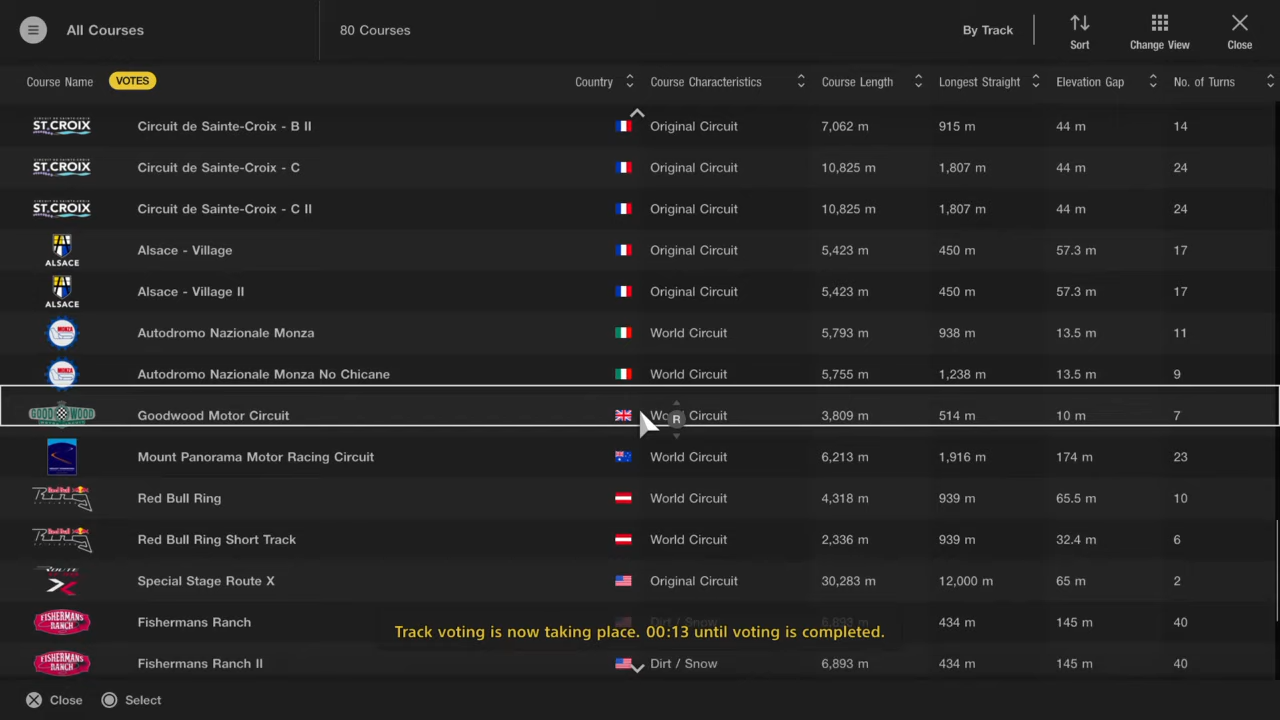 All Courses
80 Courses
By Track
Sort
Change View
Close
Course Name VOTES Country Course Characteristics Course Length Longest Straight Elevation Gap No. of Turns
ST.CROIX Circuit de Sainte-Croix - B II Original Circuit 7,062 m 915 m 44 m 14
ST.CROIX Circuit de Sainte-Croix - C Original Circuit 10,825 m 1,807 m 44 m 24
ST.CROIX Circuit de Sainte-Croix - C II Original Circuit 10,825 m 1,807 m 44 m 24
ALSACE Alsace - Village Original Circuit 5,423 m 450 m 57.3 m 17
ALSACE Alsace - Village II Original Circuit 5,423 m 450 m 57.3 m 17
MONZA Autodromo Nazionale Monza World Circuit 5,793 m 938 m 13.5 m 11
MONZA Autodromo Nazionale Monza No Chicane World Circuit 5,755 m 1,238 m 13.5 m 9
GOODWOOD Goodwood Motor Circuit World Circuit R 3,809 m 514 m 10 m 7
Mount Panorama Motor Racing Circuit World Circuit 6,213 m 1,916 m 174 m 23
Red Bull Ring World Circuit 4,318 m 939 m 65.5 m 10
Red Bull Ring Short Track World Circuit 2,336 m 939 m 32.4 m 6
Special Stage Route X Original Circuit 30,283 m 12,000 m 65 m 2
FISHERMANS RANCH Fishermans Ranch Dirt / Snow 6,893 m 434 m 145 m 40
Track voting is now taking place. 00:13 until voting is completed.
FISHERMANS RANCH Fishermans Ranch II Dirt / Snow 6,893 m 434 m 145 m 40
Close Select